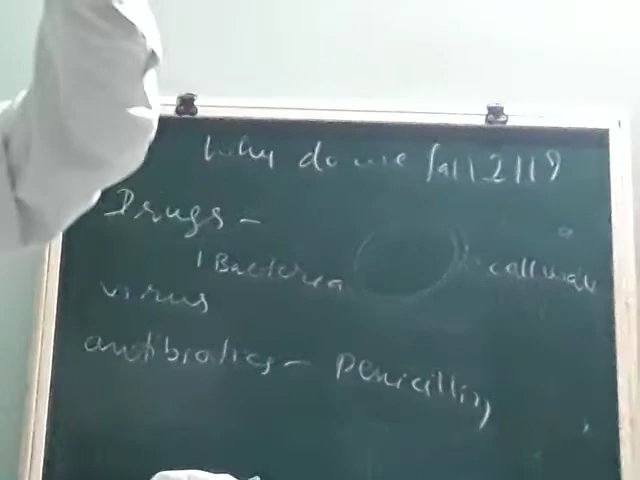 Why do we fall ill?
Drugs -
1 Bacteria
cell wall
virus
antibiotics - Penicillin